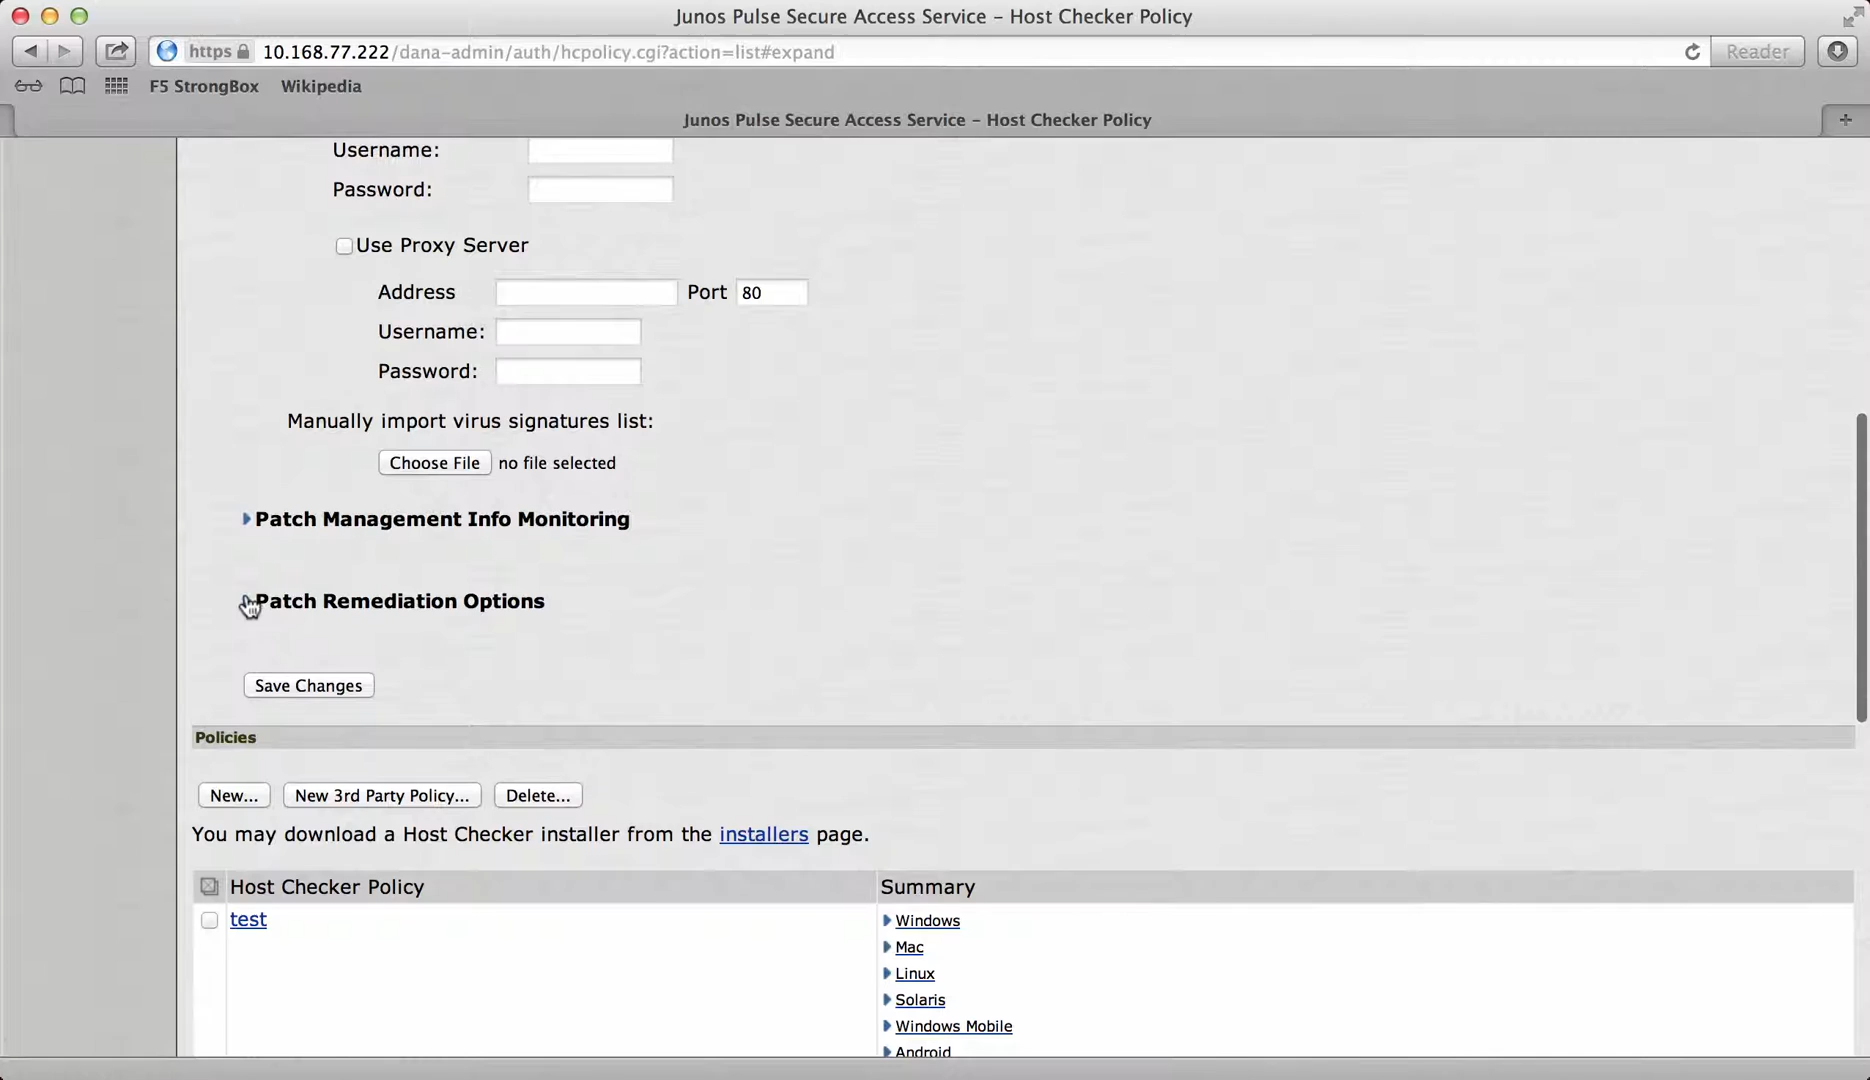 Junos Pulse Secure Access Service – Host Checker Policy
https 10.168.77.222/dana-admin/auth/hcpolicy.cgi?action=list#expand Reader
F5 StrongBox Wikipedia
Junos Pulse Secure Access Service – Host Checker Policy
Username:
Password:
Use Proxy Server
Address Port 80
Username:
Password:
Manually import virus signatures list:
Choose File no file selected
Patch Management Info Monitoring
Patch Remediation Options
Save Changes
Policies
New... New 3rd Party Policy... Delete...
You may download a Host Checker installer from the installers page.
Host Checker Policy Summary
test Windows
Mac
Linux
Solaris
Windows Mobile
Android